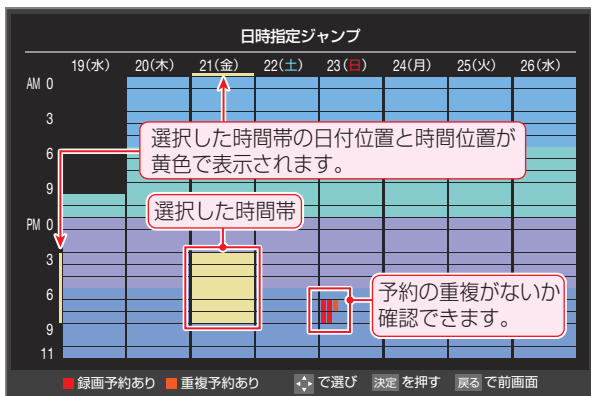 日時指定ジャンプ
19(水) 20(木) 21(金) 22(土) 23(日) 24(月) 25(火) 26(水)
AM 0
3
選択した時間帯の日付位置と時間位置が
黄色で表示されます。
6
9
選択した時間帯
PM 0
3
6
予約の重複がないか
確認できます。
9
11
録画予約あり 重複予約あり で選び 決定 を押す 戻る で前画面